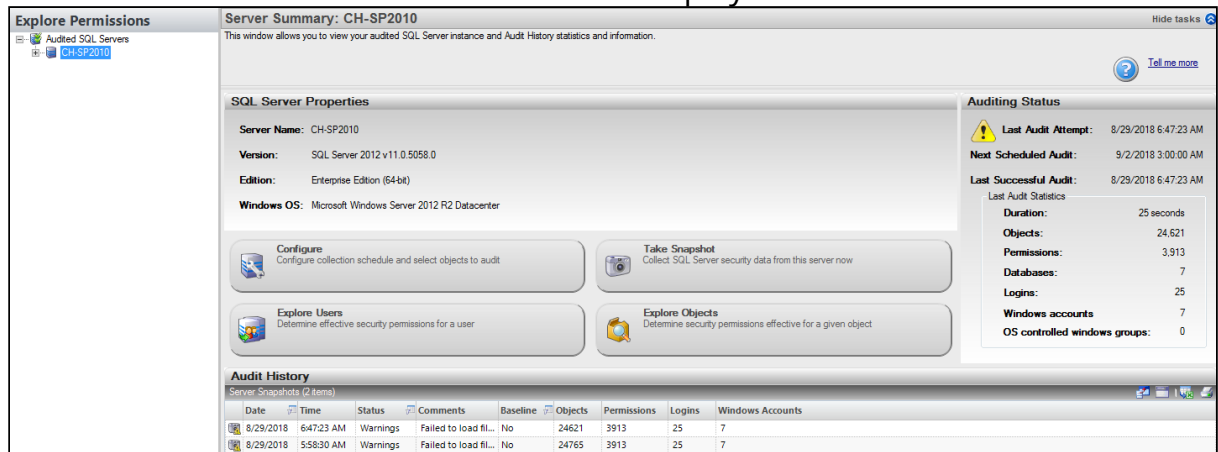 Explore Permissions
Audited SQL Servers
CH-SP2010
Server Summary: CH-SP2010
Hide tasks
This window allows you to view your audited SQL Server instance and Audit History statistics and information.
Tell me more
SQL Server Properties
Server Name: CH-SP2010
Version: SQL Server 2012 v11.0.5058.0
Edition: Enterprise Edition (64-bit)
Windows OS: Microsoft Windows Server 2012 R2 Datacenter
Configure
Configure collection schedule and select objects to audit
Take Snapshot
Collect SQL Server security data from this server now
Explore Users
Determine effective security permissions for a user
Explore Objects
Determine security permissions effective for a given object
Auditing Status
Last Audit Attempt: 8/29/2018 6:47:23 AM
Next Scheduled Audit: 9/2/2018 3:00:00 AM
Last Successful Audit: 8/29/2018 6:47:23 AM
Last Audit Statistics
Duration: 25 seconds
Objects: 24,621
Permissions: 3,913
Databases: 7
Logins: 25
Windows accounts 7
OS controlled windows groups: 0
Audit History
Server Snapshots (2 items)
Date Time Status Comments Baseline Objects Permissions Logins Windows Accounts
8/29/2018 6:47:23 AM Warnings Failed to load fil... No 24621 3913 25 7
8/29/2018 5:58:30 AM Warnings Failed to load fil... No 24765 3913 25 7